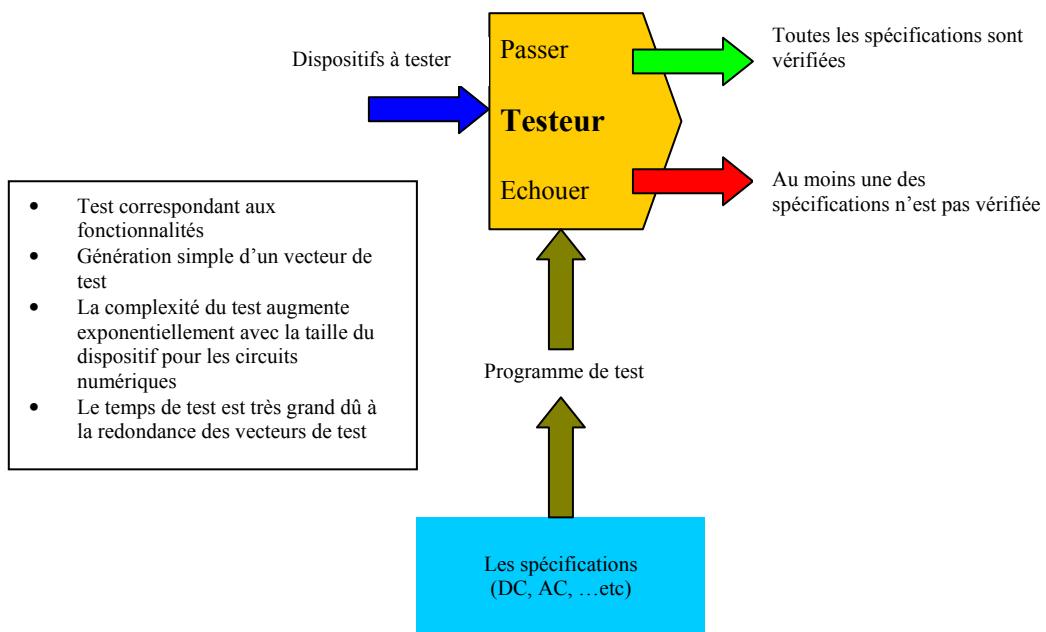 Dispositifs à tester
Passer
Testeur
Echouer
Toutes les spécifications sont
vérifiées
Au moins une des
spécifications n'est pas vérifiée
• Test correspondant aux
fonctionnalités
• Génération simple d'un vecteur de
test
• La complexité du test augmente
exponentiellement avec la taille du
dispositif pour les circuits
numériques
• Le temps de test est très grand dû à
la redondance des vecteurs de test
Programme de test
Les spécifications
(DC, AC, …etc)